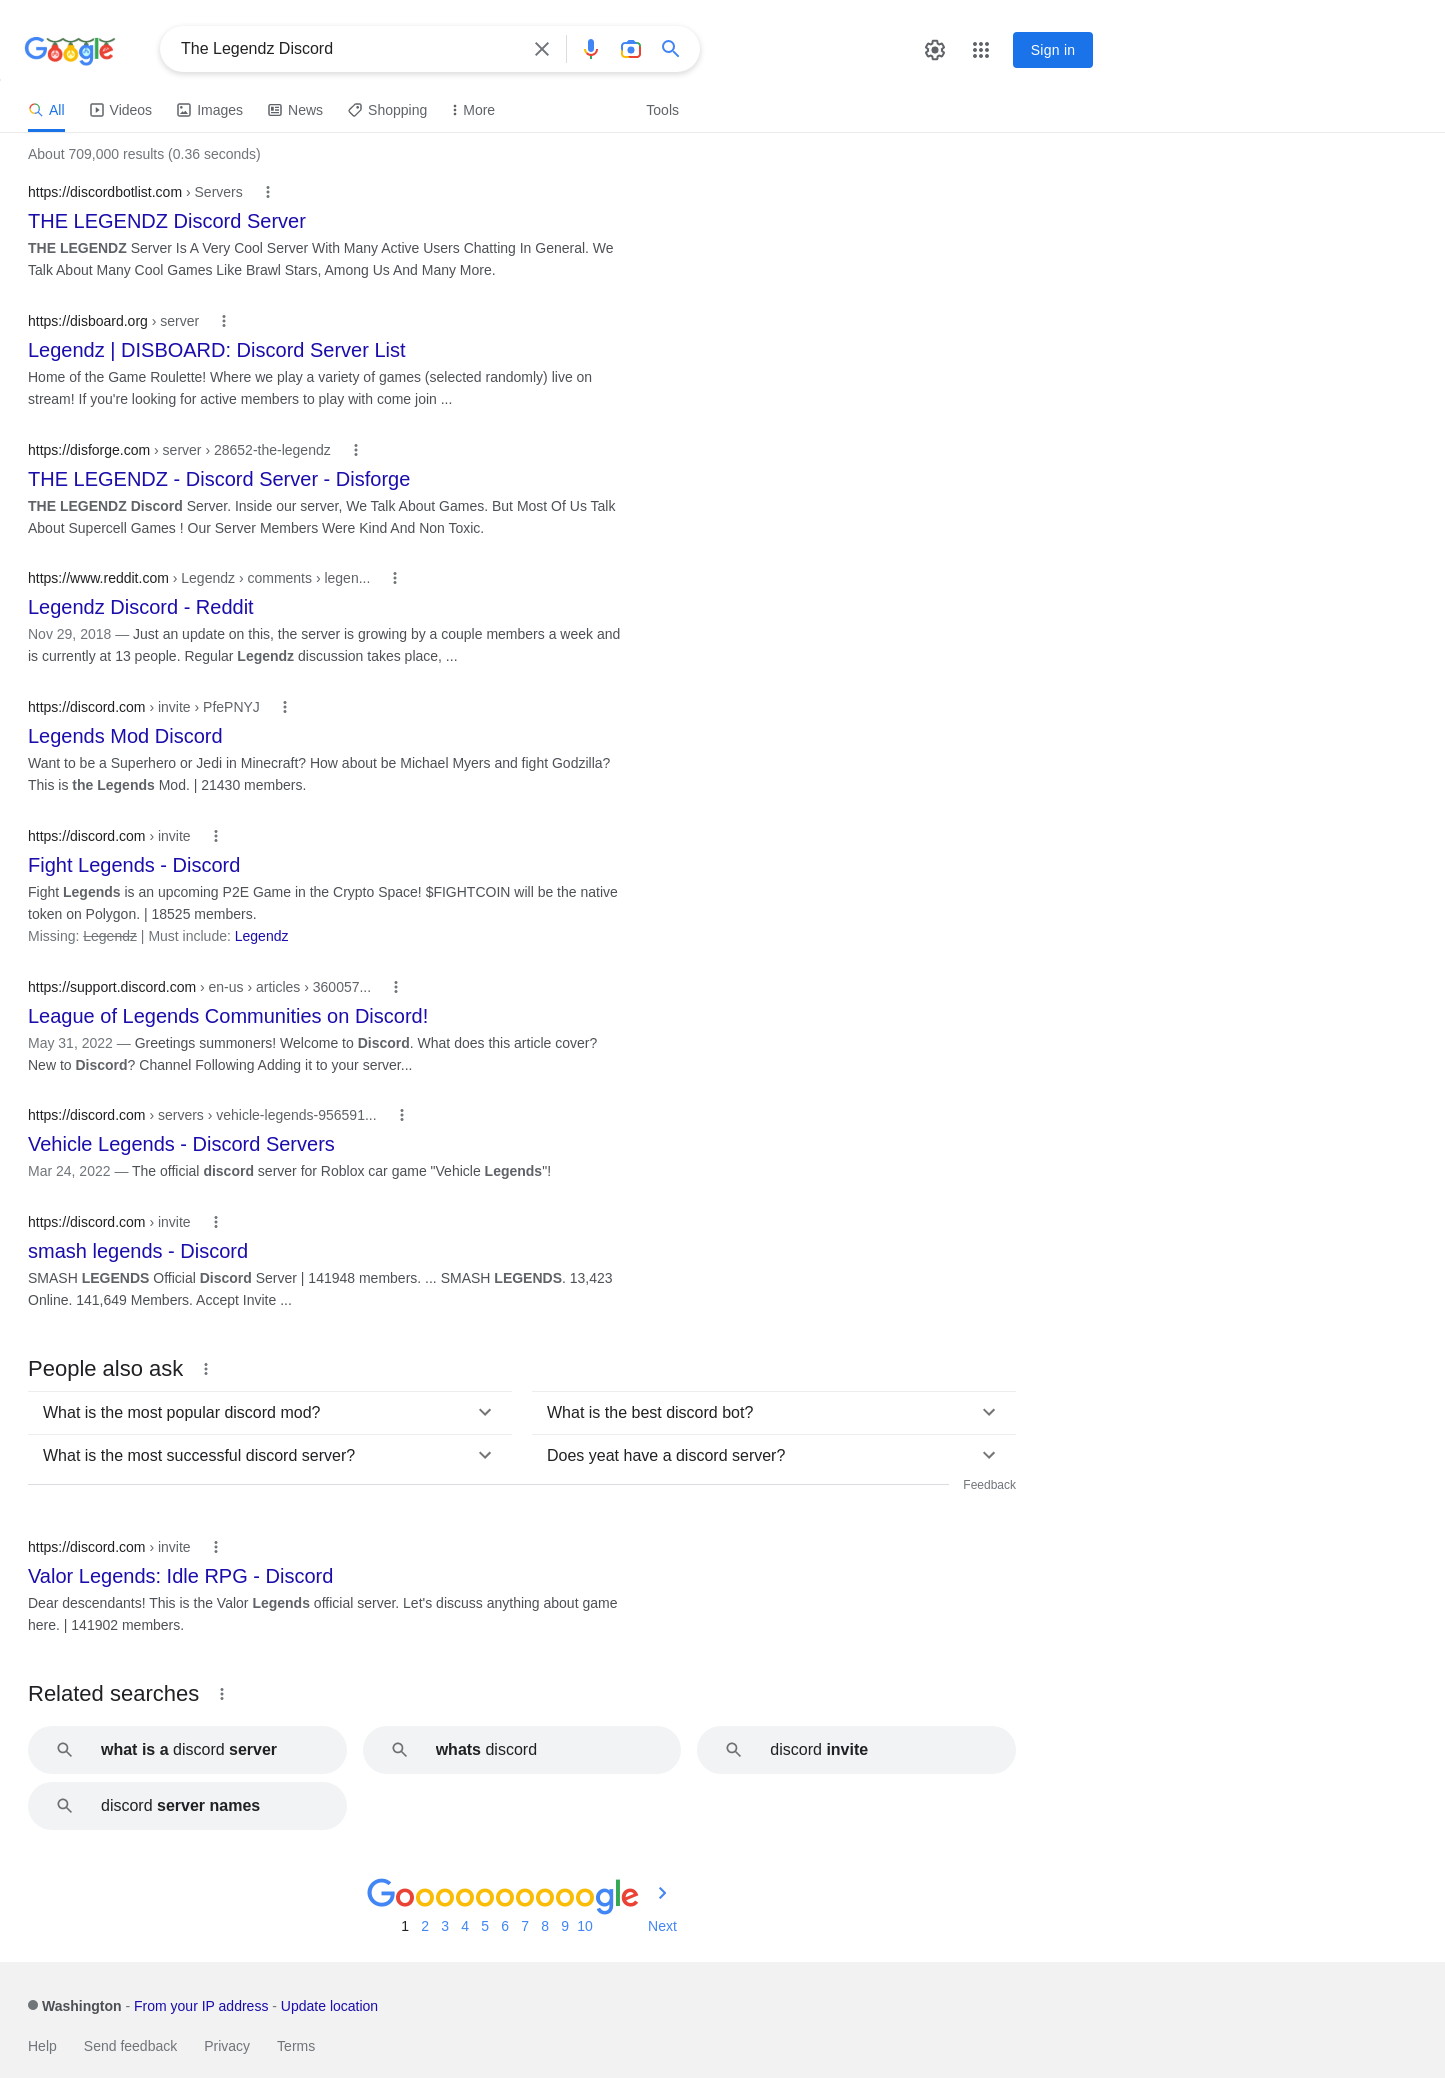 Google
The Legendz Discord
Sign in
All
Videos
Images
News
Shopping
More
Tools
About 709,000 results (0.36 seconds)
https://discordbotlist.com › Servers
THE LEGENDZ Discord Server
THE LEGENDZ Server Is A Very Cool Server With Many Active Users Chatting In General. We
Talk About Many Cool Games Like Brawl Stars, Among Us And Many More.
https://disboard.org › server
Legendz | DISBOARD: Discord Server List
Home of the Game Roulette! Where we play a variety of games (selected randomly) live on
stream! If you're looking for active members to play with come join ...
https://disforge.com › server › 28652-the-legendz
THE LEGENDZ - Discord Server - Disforge
THE LEGENDZ Discord Server. Inside our server, We Talk About Games. But Most Of Us Talk
About Supercell Games ! Our Server Members Were Kind And Non Toxic.
https://www.reddit.com › Legendz › comments › legen...
Legendz Discord - Reddit
Nov 29, 2018 — Just an update on this, the server is growing by a couple members a week and
is currently at 13 people. Regular Legendz discussion takes place, ...
https://discord.com › invite › PfePNYJ
Legends Mod Discord
Want to be a Superhero or Jedi in Minecraft? How about be Michael Myers and fight Godzilla?
This is the Legends Mod. | 21430 members.
https://discord.com › invite
Fight Legends - Discord
Fight Legends is an upcoming P2E Game in the Crypto Space! $FIGHTCOIN will be the native
token on Polygon. | 18525 members.
Missing: Legendz | Must include: Legendz
https://support.discord.com › en-us › articles › 360057...
League of Legends Communities on Discord!
May 31, 2022 — Greetings summoners! Welcome to Discord. What does this article cover?
New to Discord? Channel Following Adding it to your server...
https://discord.com › servers › vehicle-legends-956591...
Vehicle Legends - Discord Servers
Mar 24, 2022 — The official discord server for Roblox car game "Vehicle Legends"!
https://discord.com › invite
smash legends - Discord
SMASH LEGENDS Official Discord Server | 141948 members. ... SMASH LEGENDS. 13,423
Online. 141,649 Members. Accept Invite ...
People also ask
What is the most popular discord mod?
What is the best discord bot?
What is the most successful discord server?
Does yeat have a discord server?
Feedback
https://discord.com › invite
Valor Legends: Idle RPG - Discord
Dear descendants! This is the Valor Legends official server. Let's discuss anything about game
here. | 141902 members.
Related searches
what is a discord server
whats discord
discord invite
discord server names
Goooooooooogle
1 2 3 4 5 6 7 8 9 10 Next
Washington - From your IP address - Update location
Help Send feedback Privacy Terms